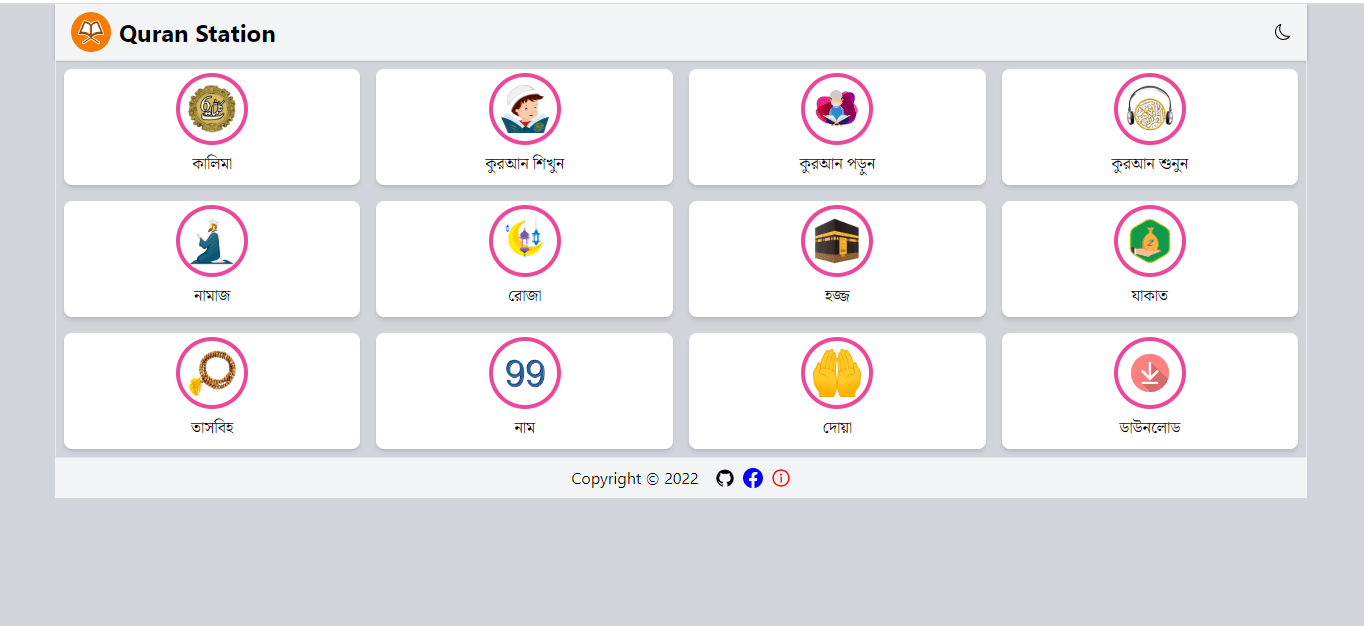 Quran Station
কালিমা
কুরআন শিখুন
কুরআন পড়ুন
কুরআন শুনুন
নামাজ
রোজা
হজ্জ
যাকাত
99
তাসবিহ
নাম
দোয়া
ডাউনলোড
Copyright © 2022